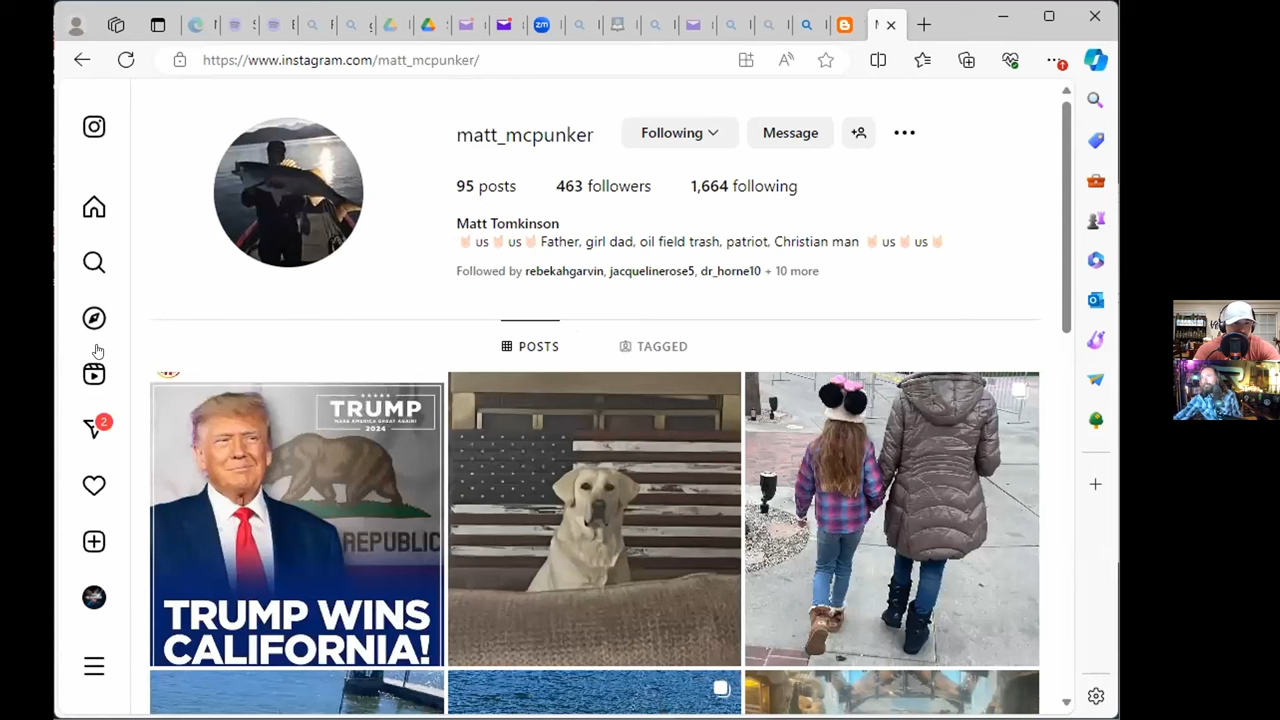 zm
https://www.instagram.com/matt_mcpunker/
matt_mcpunker
Following
Message
95 posts
463 followers
1,664 following
Matt Tomkinson
🤘🏻us🤘🏻us🤘🏻Father, girl dad, oil field trash, patriot, Christian man 🤘🏻us🤘🏻us🤘🏻
Followed by rebekahgarvin, jacquelinerose5, dr_horne10 + 10 more
POSTS
TAGGED
2
TRUMP
MAKE AMERICA GREAT AGAIN!
2024
REPUBLIC
TRUMP WINS
CALIFORNIA!